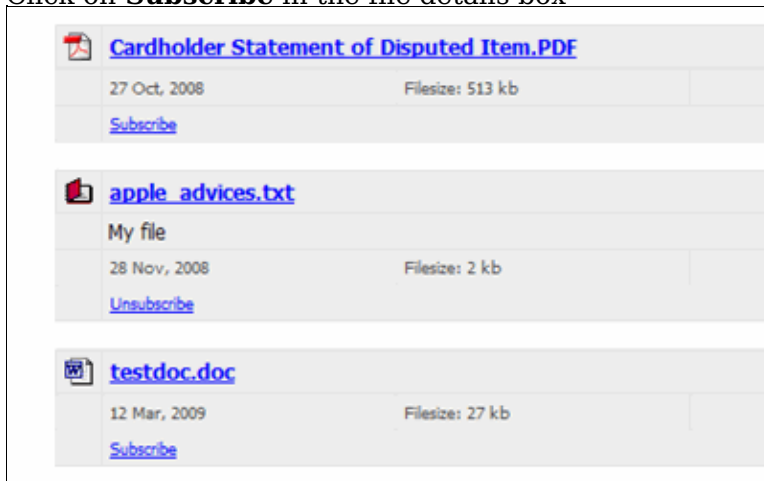 Click on Subscribe in the file details box
Cardholder Statement of Disputed Item.PDF
27 Oct, 2008 Filesize: 513 kb
Subscribe
apple_advices.txt
My file
28 Nov, 2008 Filesize: 2 kb
Unsubscribe
testdoc.doc
12 Mar, 2009 Filesize: 27 kb
Subscribe